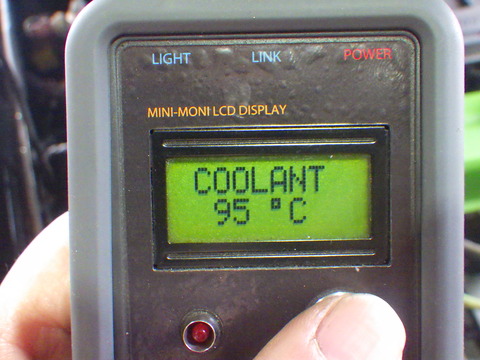 LIGHT LINK POWER
MINI-MONI LCD DISPLAY
COOLANT
95 °C